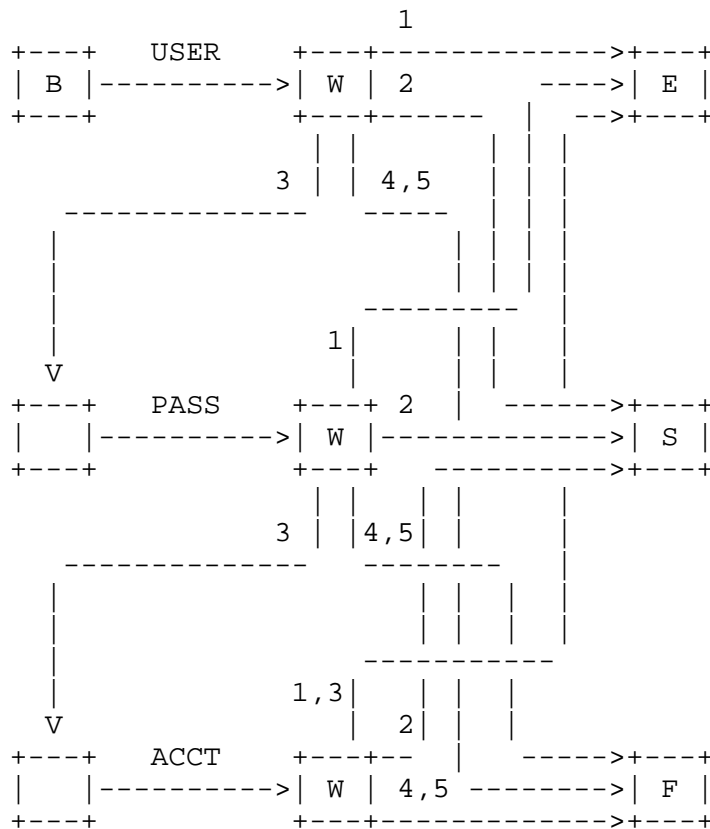 1
USER
B W 2 E
3 4,5
1
V
PASS 2
W S
3 4,5
1,3
V 2
ACCT
W 4,5 F